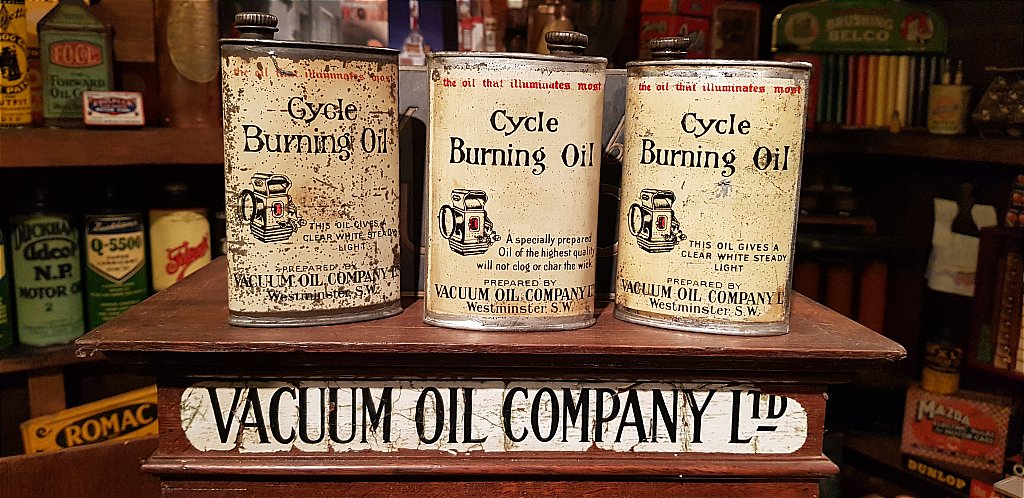 the oil that illuminates most
Cycle
Burning Oil
THIS OIL GIVES A
CLEAR WHITE STEADY
LIGHT
PREPARED BY
VACUUM OIL COMPANY LTD
Westminster, S.W.
the oil that illuminates most
Cycle
Burning Oil
A specially prepared
Oil of the highest quality
will not clog or char the wick.
PREPARED BY
VACUUM OIL COMPANY LTD
Westminster, S.W.
the oil that illuminates most
Cycle
Burning Oil
THIS OIL GIVES A
CLEAR WHITE STEADY
LIGHT
PREPARED BY
VACUUM OIL COMPANY L
Westminster. S.W.
VACUUM OIL COMPANY LTD
THE
FORWARD
N.P.
MOTOR OIL
2
Q-5500
ROMAC
MAZDA
DUNLOP